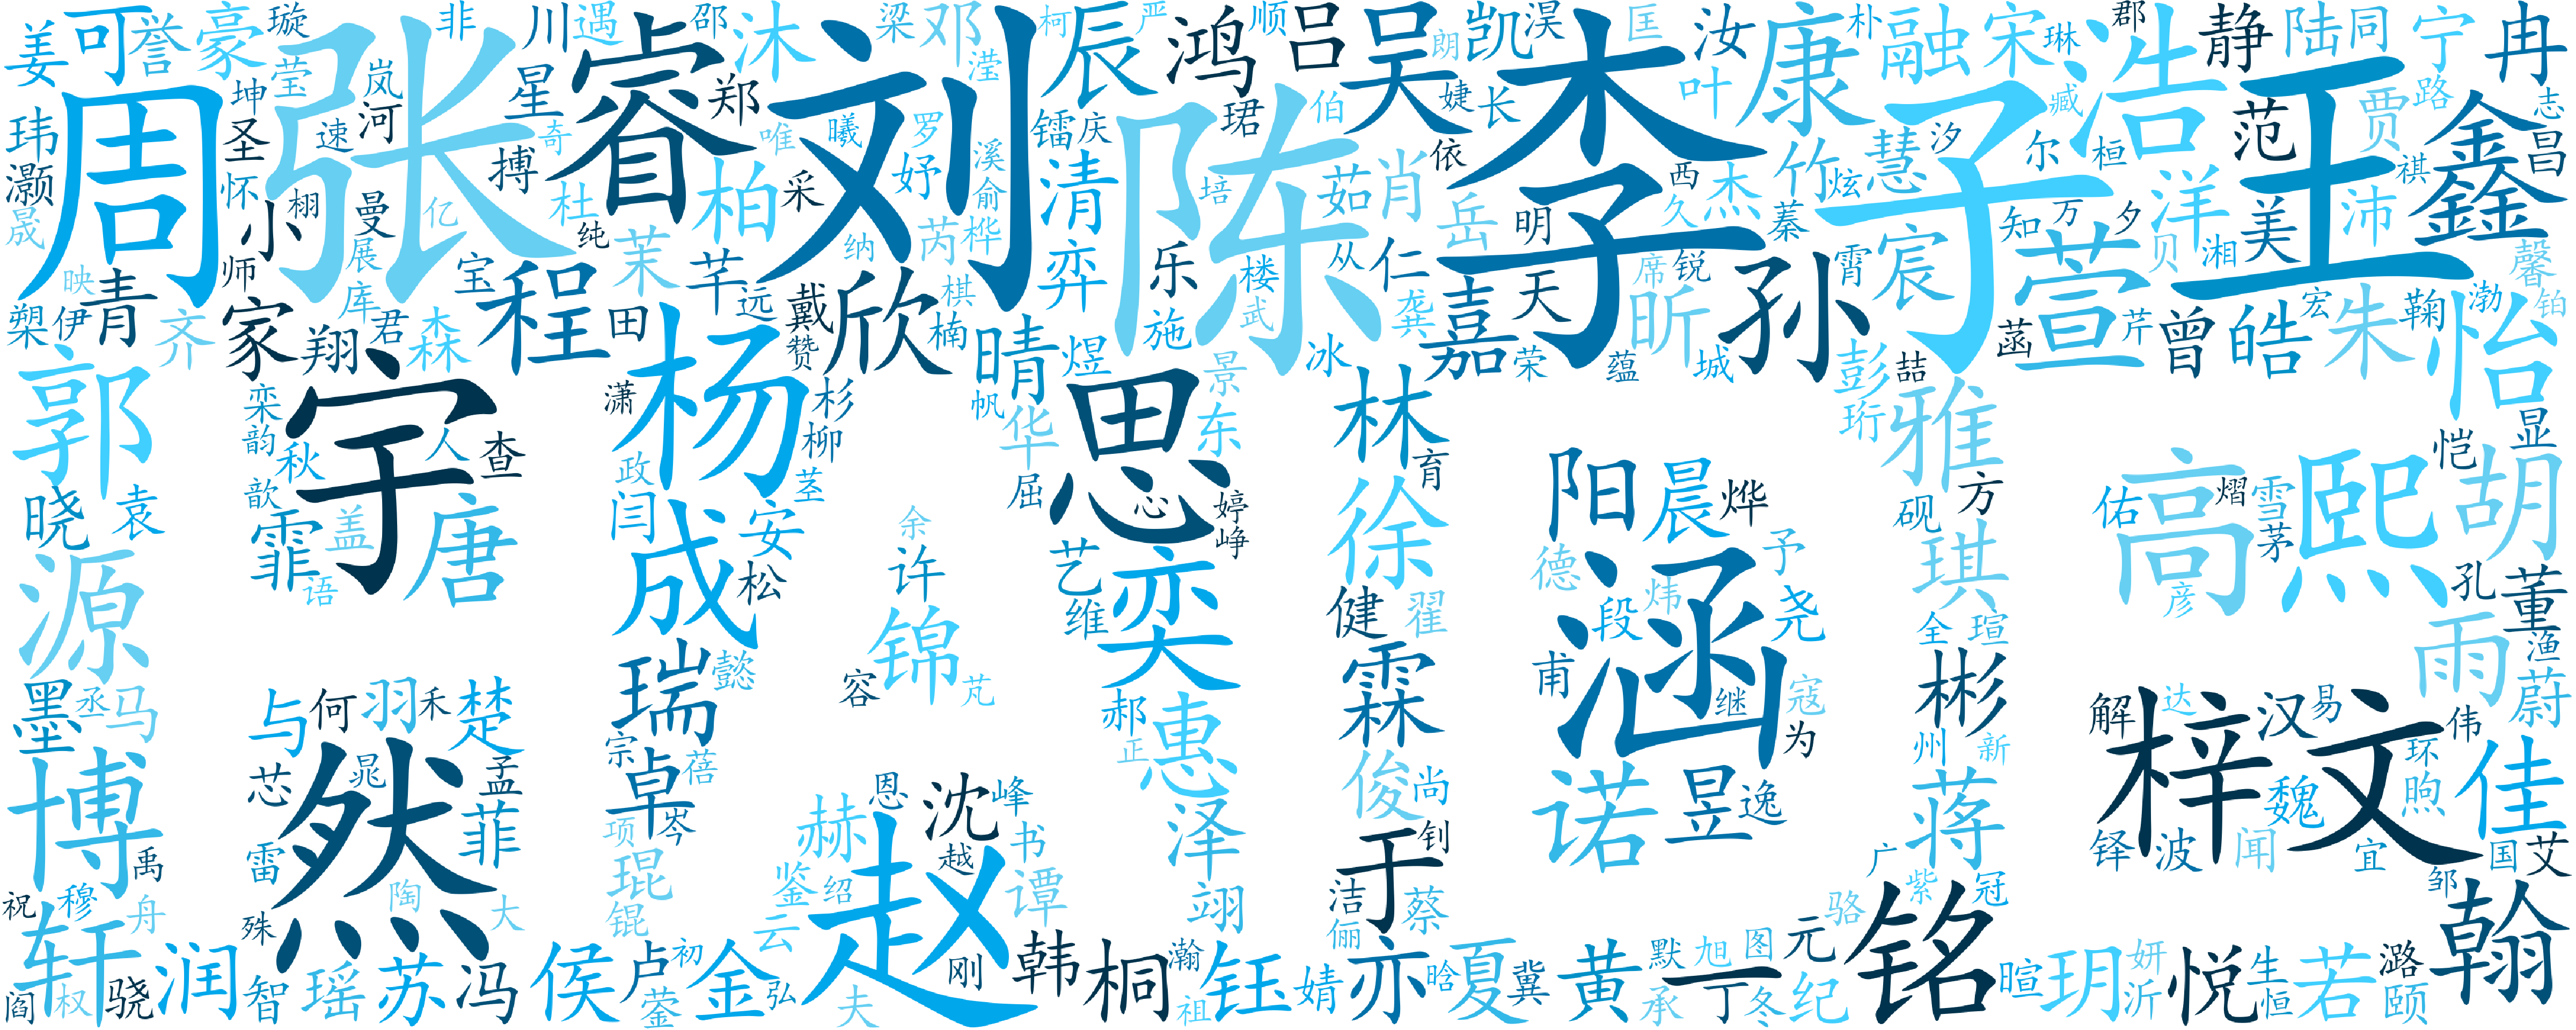 姜 可 誉 豪 璇 非 川 遇 邵 沐 梁 邓 滢 柯 严 辰 鸿 顺 吕 吴 朗 凯 淏 匡 汝 叶 康 朴 融 宋 琳 郡 浩 静 陆 同 宁 冉
周 张 睿 刘 陈 李 子 王 鑫
玮 灏 晟 坤 莹 岚 圣 速 河 星 奇 搏 郑 唯 曦 罗 妤 溪 俞 镭 庆 清 珺 伯 婕 长 依 竹 慧 炫 汐 臧 尔 桓 范 贾 路 志 昌
怀 小 栩 曼 亿 杜 纯 柏 采 纳 芮 桦 培 茹 肖 岳 明 西 久 杰 蓁 宸 知 万 夕 洋 美 沛 祺
映 青 师 展 库 宝 程 茉 芊 远 戴 欣 棋 弈 乐 楼 武 从 仁 龚 天 席 锐 昕 孙 霄 萱 贝 湘 馨 铂
槊 伊 齐 家 翔 君 森 田 杨 赞 楠 晴 煜 施 冰 嘉 荣 蕴 城 彭 喆 菡 芹 曾 皓 宏 朱 鞠 渤 怡
郭 宇 潇 杉 帆 华 思 景 东 林 珩 雅 显
栾 韵 秋 人 查 政 柳 茎 屈 心 婷 峥 育 阳 晨 烨 方 砚 高 熠 熙 恺 胡
晓 袁 歆 霏 盖 唐 语 闫 成 安 松 余 许 艺 奕 徐 德 予 琪 佑 雪 茅 彦 孔 董
源 瑞 懿 锦 容 芃 维 健 翟 霖 涵 段 炜 尧 全 瑄 彬 雨 渔
墨 丞 马 与 何 羽 禾 楚 宗 卓 蓓 郝 正 惠 俊 尚 甫 继 寇 为 州 新 解 达 梓 汉 易 文 伟 蔚
博 禹 芯 然 晁 孟 菲 雷 项 岑 琨 赫 恩 沈 峰 泽 于 钊 诺 昱 逸 蒋 铎 波 闻 魏 宜 环 煦 佳 国 艾
祝 穆 舟 轩 殊 陶 大 锟 鉴 绍 云 赵 越 书 谭 翊 洁 蔡 俪 骆 广 紫 冠 铭 邹 翰
阎 权 骁 润 智 瑶 苏 冯 侯 卢 蓥 初 金 弘 夫 刚 韩 桐 瀚 祖 钰 婧 亦 晗 夏 冀 黄 默 承 旭 图 丁 冬 元 纪 暄 玥 妍 沂 悦 生 恒 若 潞 颐